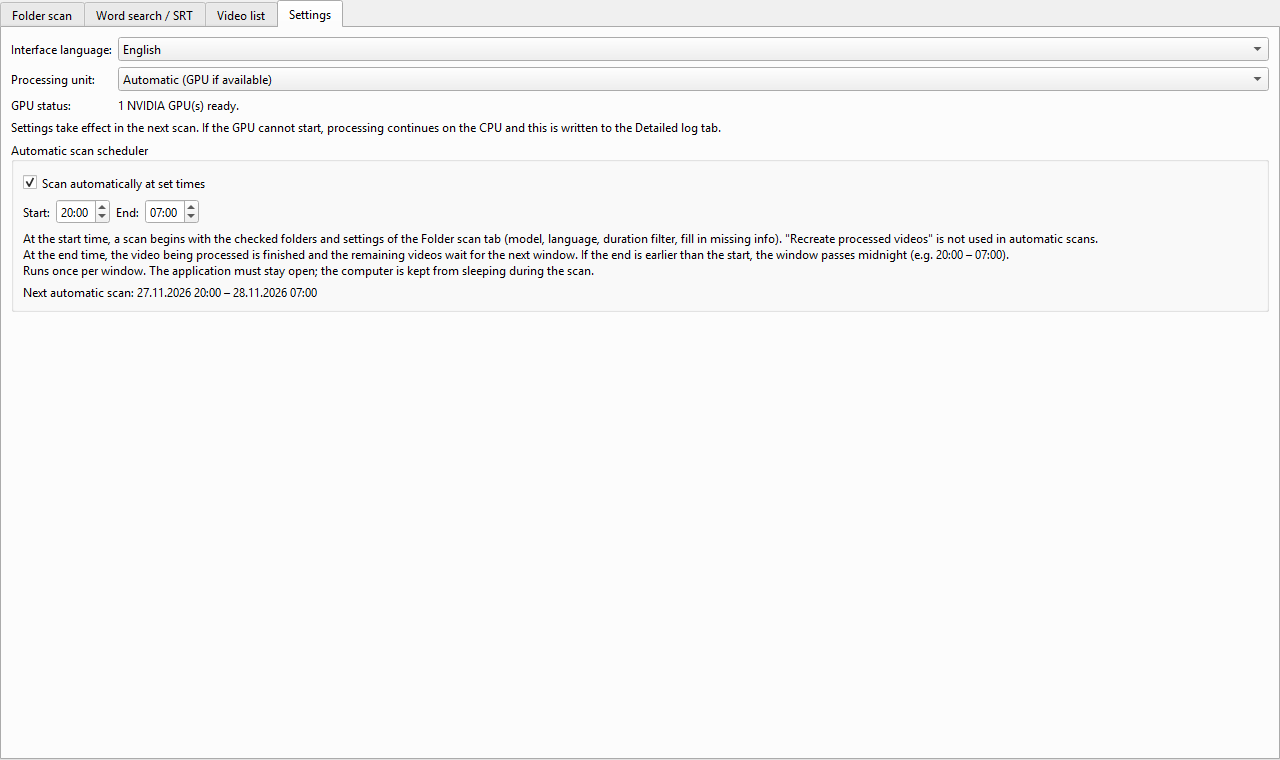 Folder scan
Word search / SRT
Video list
Settings
Interface language: English
Processing unit: Automatic (GPU if available)
GPU status: 1 NVIDIA GPU(s) ready.
Settings take effect in the next scan. If the GPU cannot start, processing continues on the CPU and this is written to the Detailed log tab.
Automatic scan scheduler
Scan automatically at set times
Start: 20:00 End: 07:00
At the start time, a scan begins with the checked folders and settings of the Folder scan tab (model, language, duration filter, fill in missing info). "Recreate processed videos" is not used in automatic scans.
At the end time, the video being processed is finished and the remaining videos wait for the next window. If the end is earlier than the start, the window passes midnight (e.g. 20:00 – 07:00).
Runs once per window. The application must stay open; the computer is kept from sleeping during the scan.
Next automatic scan: 27.11.2026 20:00 – 28.11.2026 07:00